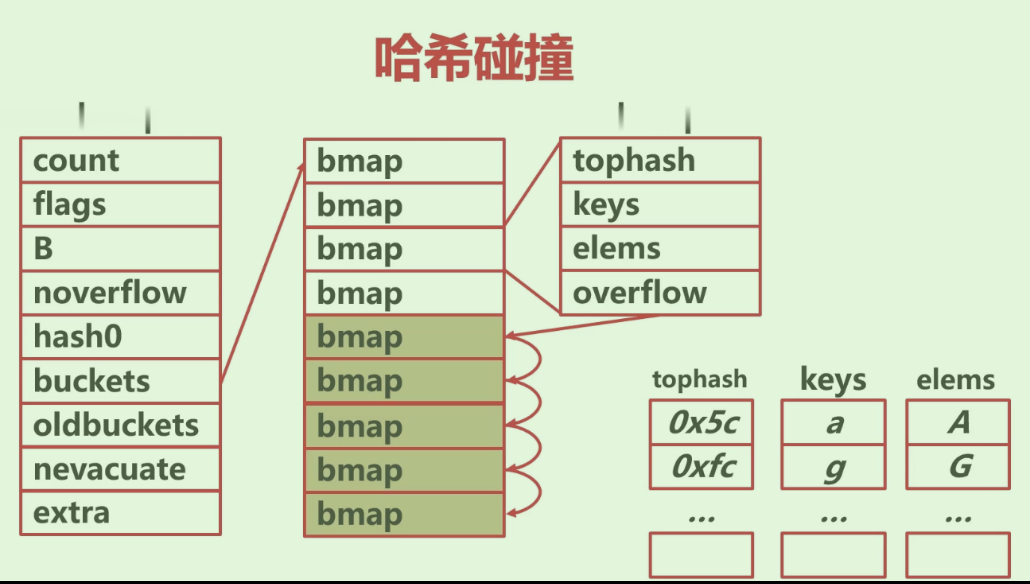 哈希碰撞
count
flags
B
noverflow
hash0
buckets
oldbuckets
nevacuate
extra
bmap
bmap
bmap
bmap
bmap
bmap
bmap
bmap
bmap
tophash
keys
elems
overflow
tophash keys elems
0x5c a A
0xfc g G
... ... ...